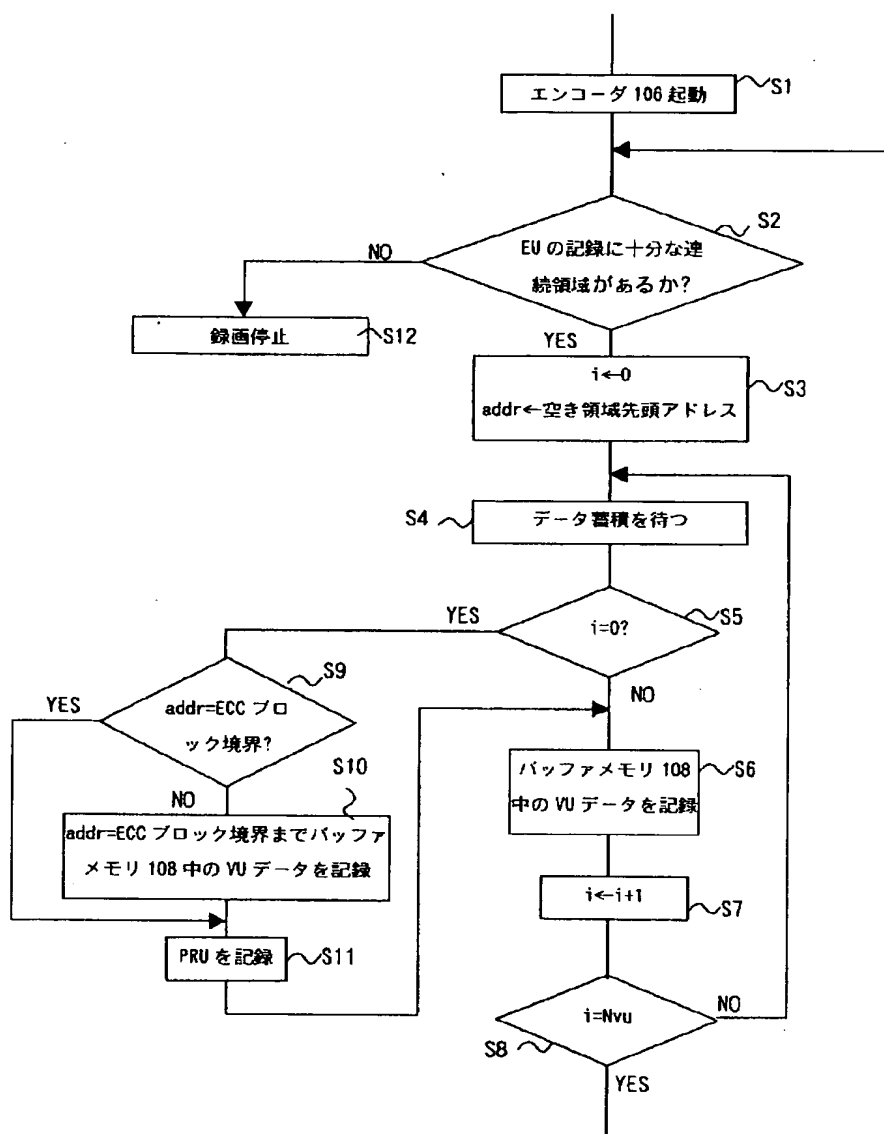 エンコーダ 106 起動
S1
S2
EU の記録に十分な連
続領域があるか?
NO
録画停止
S12
YES
i←0
addr←空き領域先頭アドレス
S3
S4
データ蓄積を待つ
YES
i=0?
S5
S9
YES
addr=ECC ブロ
ック境界?
NO
S10
NO
バッファメモリ 108
中の VU データを記録
S6
addr=ECC ブロック境界までバッファ
メモリ 108 中の VU データを記録
i←i+1
S7
PRU を記録
S11
i=Nvu
NO
S8
YES